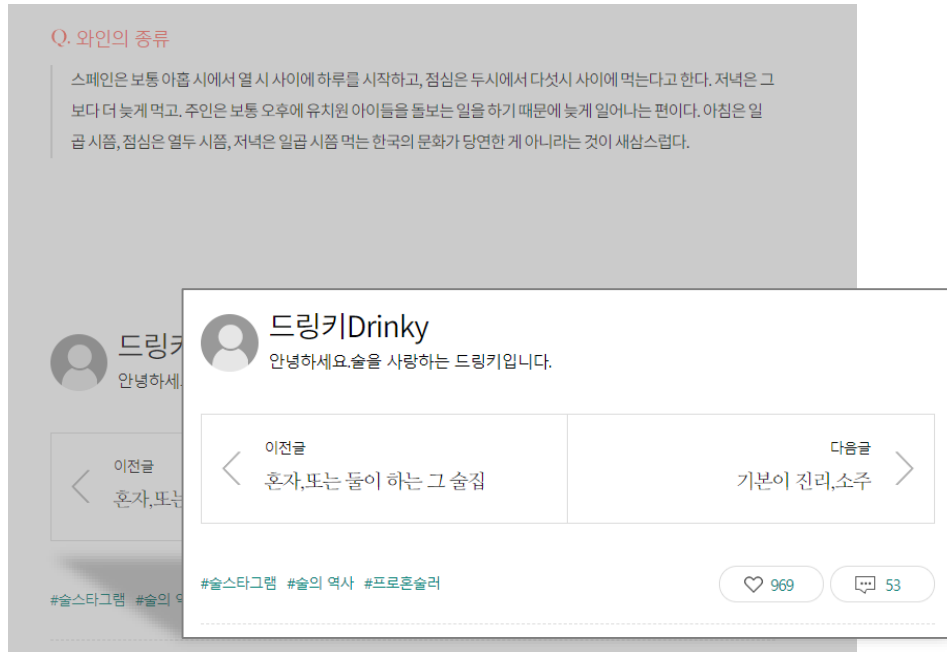 Q. 와인의 종류
스페인은 보통 아홉 시에서 열 시 사이에 하루를 시작하고, 점심은 두시에서 다섯시 사이에 먹는다고 한다. 저녁은 그
보다 더 늦게 먹고. 주인은 보통 오후에 유치원 아이들을 돌보는 일을 하기 때문에 늦게 일어나는 편이다. 아침은 일
곱 시쯤, 점심은 열두 시쯤, 저녁은 일곱 시쯤 먹는 한국의 문화가 당연한 게 아니라는 것이 새삼스럽다.
드링키
안녕하세
이전글
혼자,또는
#술스타그램 #술의
드링키Drinky
안녕하세요.술을 사랑하는 드링키입니다.
이전글
혼자,또는 둘이 하는 그 술집
다음글
기본이 진리,소주
#술스타그램 #술의 역사 #프로혼술러
969
53